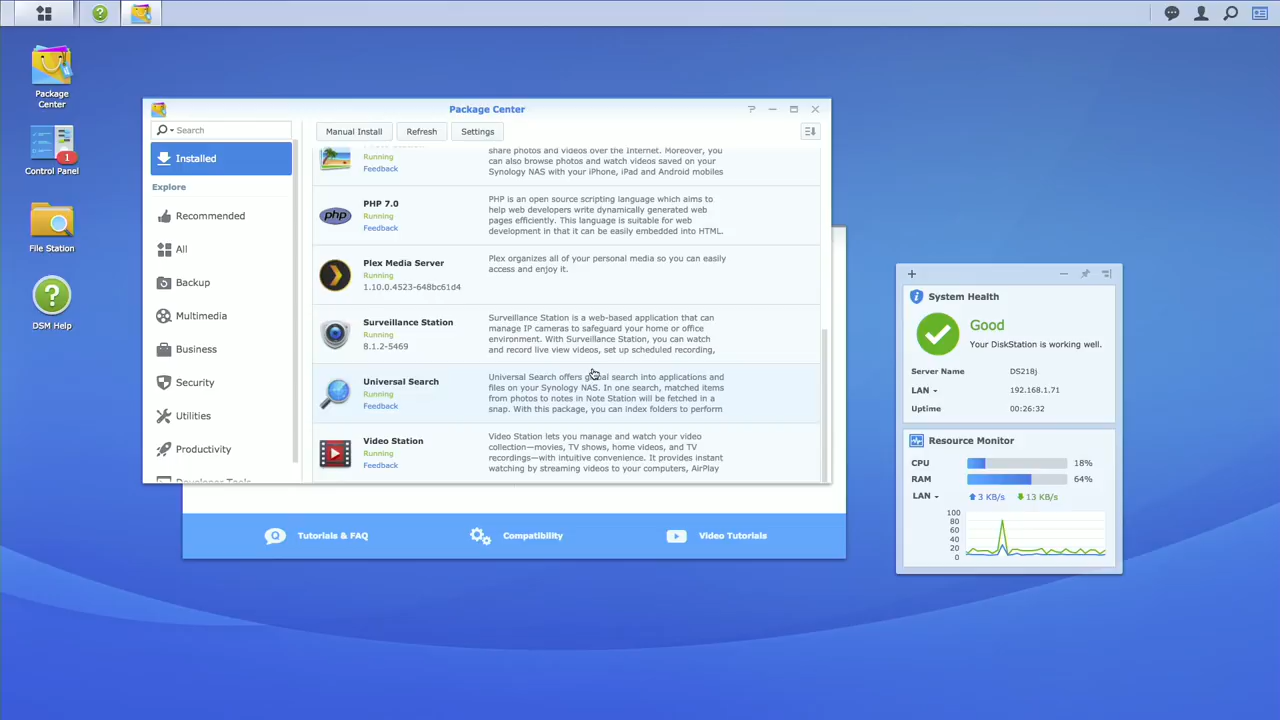 Package Center
Search
Manual Install
Refresh
Settings
Installed
Explore
Recommended
All
Backup
Multimedia
Business
Security
Utilities
Productivity
Developer Tools
Running
Feedback
share photos and videos over the Internet. Moreover, you
can also browse photos and watch videos saved on your
Synology NAS with your iPhone, iPad and Android mobiles
php
PHP 7.0
Running
Feedback
PHP is an open source scripting language which aims to
help web developers write dynamically generated web
pages efficiently. This language is suitable for web
development in that it can be easily embedded into HTML.
Plex Media Server
Running
1.10.0.4523-648bc61d4
Plex organizes all of your personal media so you can easily
access and enjoy it.
Surveillance Station
Running
8.1.2-5469
Surveillance Station is a web-based application that can
manage IP cameras to safeguard your home or office
environment. With Surveillance Station, you can watch
and record live view videos, set up scheduled recording,
Universal Search
Running
Feedback
Universal Search offers global search into applications and
files on your Synology NAS. In one search, matched items
from photos to notes in Note Station will be fetched in a
snap. With this package, you can index folders to perform
Video Station
Running
Feedback
Video Station lets you manage and watch your video
collection—movies, TV shows, home videos, and TV
recordings—with intuitive convenience. It provides instant
watching by streaming videos to your computers, AirPlay
Package
Center
1
Control Panel
File Station
DSM Help
Tutorials & FAQ
Compatibility
Video Tutorials
System Health
Good
Your DiskStation is working well.
Server Name DS218j
LAN 192.168.1.71
Uptime 00:26:32
Resource Monitor
CPU 18%
RAM 64%
LAN 3 KB/s 13 KB/s
100
80
60
40
20
0